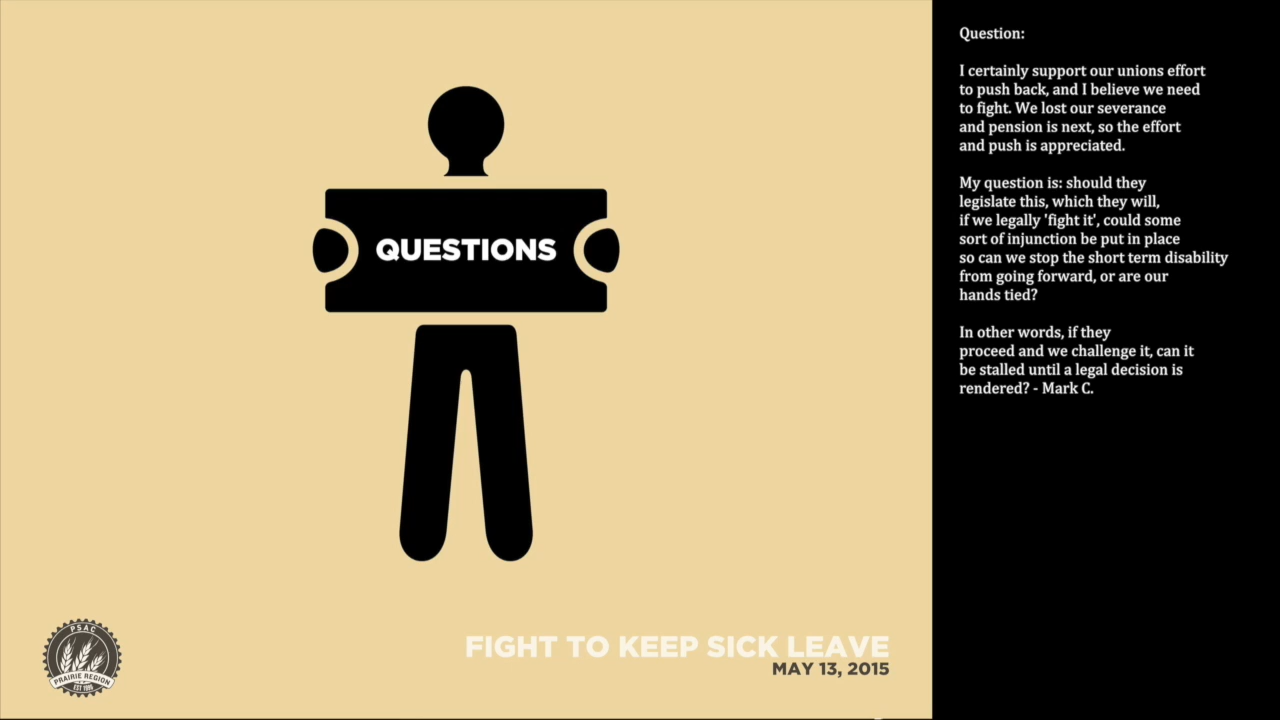 QUESTIONS
FIGHT TO KEEP SICK LEAVE
MAY 13, 2015
PSAC
PRAIRIE REGION
Question:
I certainly support our unions effort
to push back, and I believe we need
to fight. We lost our severance
and pension is next, so the effort
and push is appreciated.
My question is: should they
legislate this, which they will,
if we legally 'fight it', could some
sort of injunction be put in place
so can we stop the short term disability
from going forward, or are our
hands tied?
In other words, if they
proceed and we challenge it, can it
be stalled until a legal decision is
rendered? - Mark C.